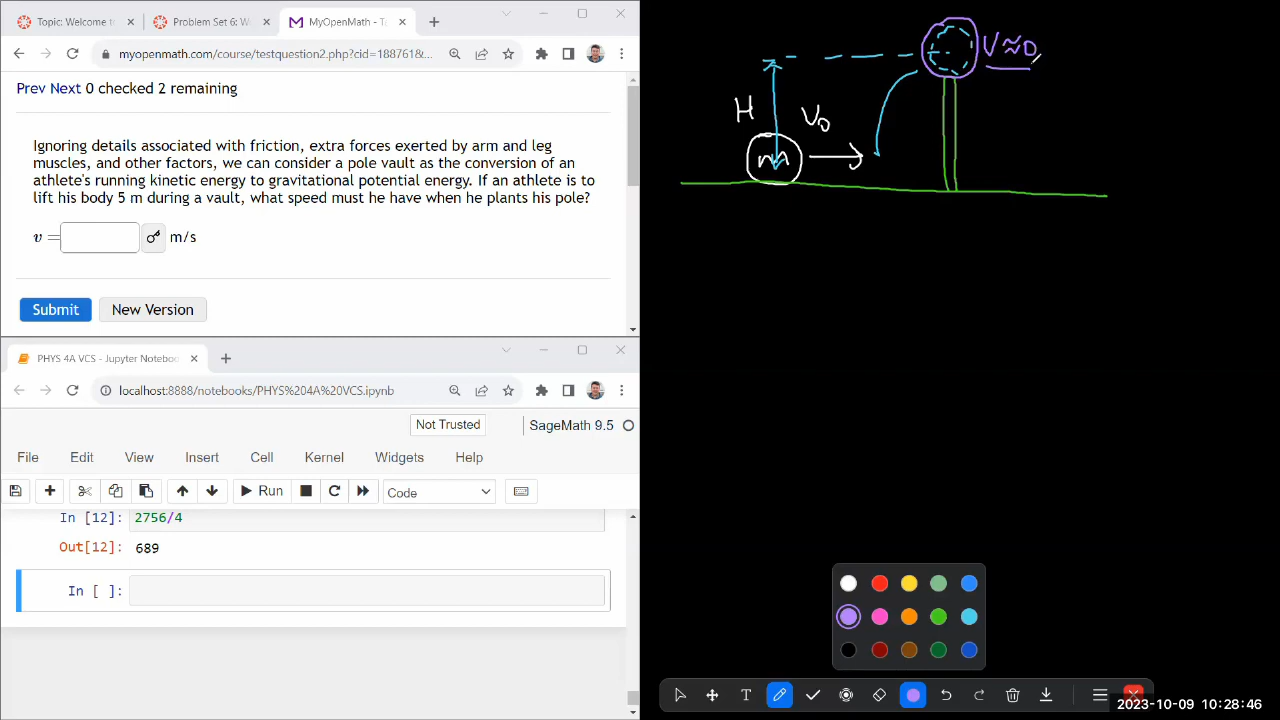 Topic: Welcome to
Problem Set 6: W
MyOpenMath - T
myopenmath.com/course/testquestion.php?cid=188761&...
Prev Next 0 checked 2 remaining
Ignoring details associated with friction, extra forces exerted by arm and leg
muscles, and other factors, we can consider a pole vault as the conversion of an
athlete's running kinetic energy to gravitational potential energy. If an athlete is to
lift his body 5 m during a vault, what speed must he have when he plants his pole?
v = m/s
Submit New Version
PHYS 4A VCS - Jupyter Noteboo
localhost:8888/notebooks/PHYS%204A%20VCS.ipynb
Not Trusted SageMath 9.5
File Edit View Insert Cell Kernel Widgets Help
Run Code
In [12]: 2756/4
Out[12]: 689
In [ ]:
V≈0
H V0
m
T
2023-10-09 10:28:46